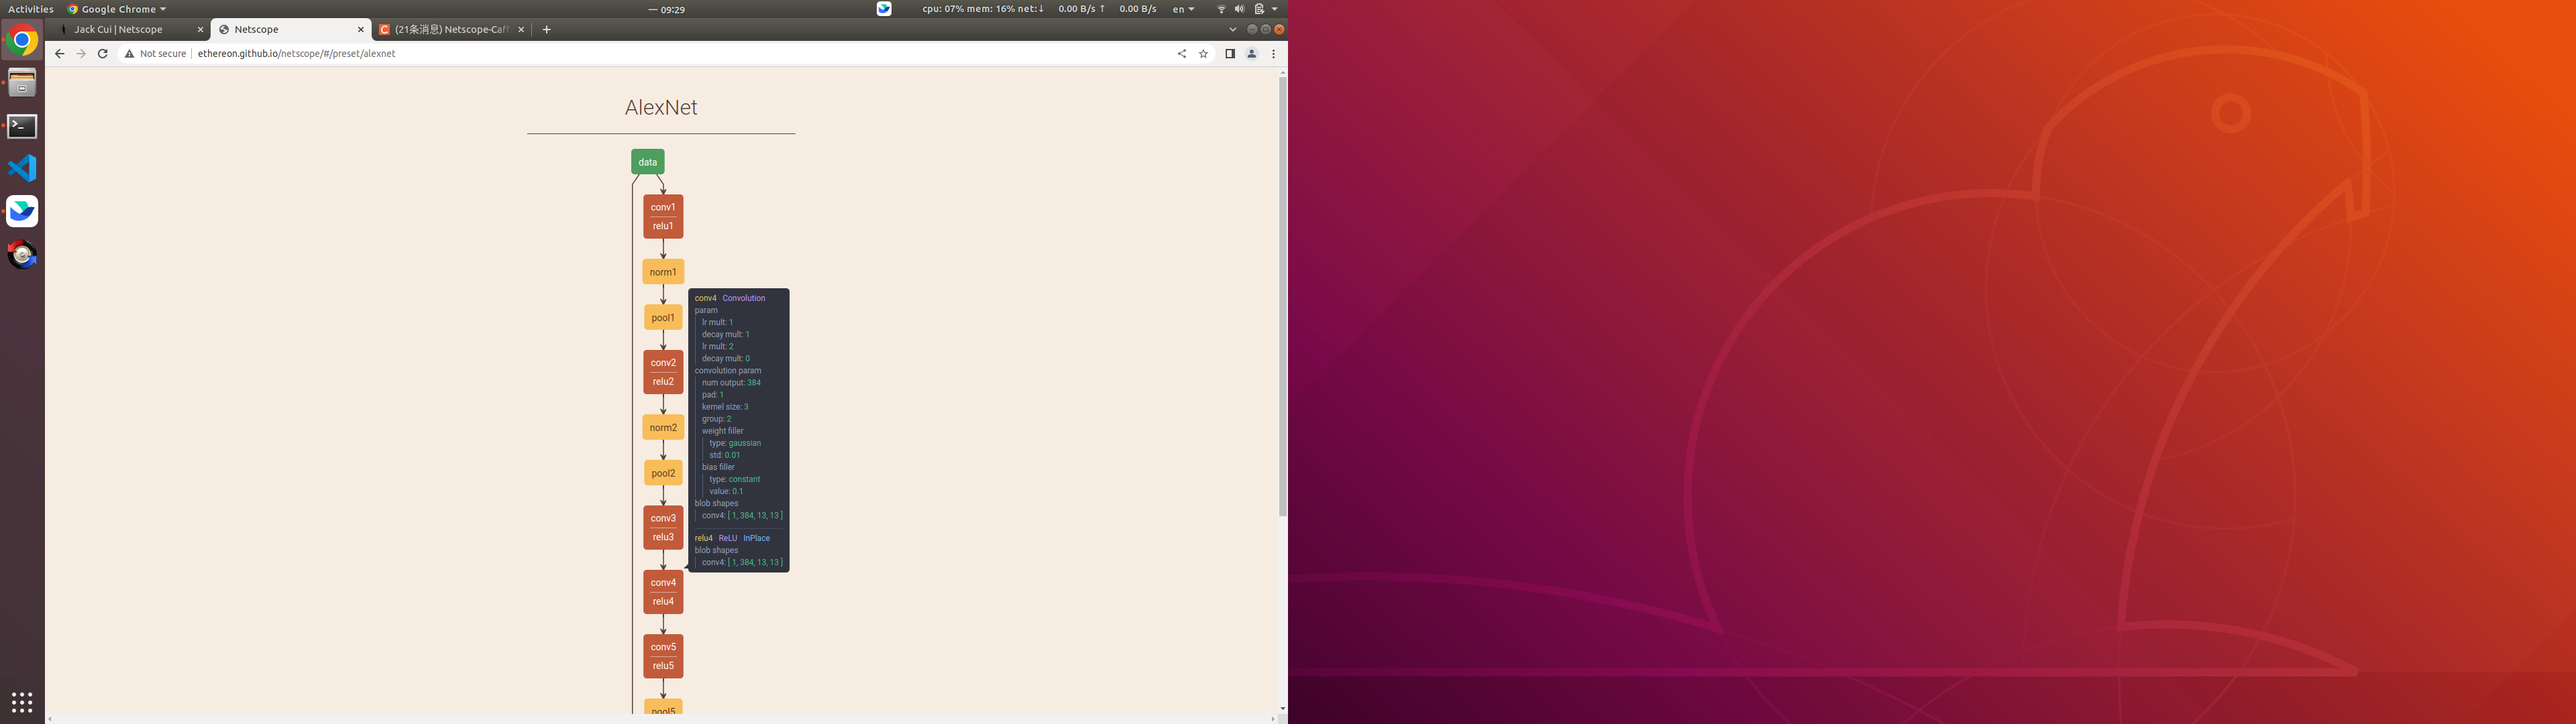 Activities Google Chrome
— 09:29
cpu: 07% mem: 16% net:↓ 0.00 B/s ↑ 0.00 B/s en
Jack Cui | Netscope
Netscope
(21条消息) Netscope-Caff
Not secure ethereon.github.io/netscope/#/preset/alexnet
AlexNet
data
conv1
relu1
norm1
pool1
conv2
relu2
norm2
pool2
conv3
relu3
conv4
relu4
conv5
relu5
pool5
conv4 Convolution
param
lr mult: 1
decay mult: 1
lr mult: 2
decay mult: 0
convolution param
num output: 384
pad: 1
kernel size: 3
group: 2
weight filler
type: gaussian
std: 0.01
bias filler
type: constant
value: 0.1
blob shapes
conv4: [ 1, 384, 13, 13 ]
relu4 ReLU InPlace
blob shapes
conv4: [ 1, 384, 13, 13 ]